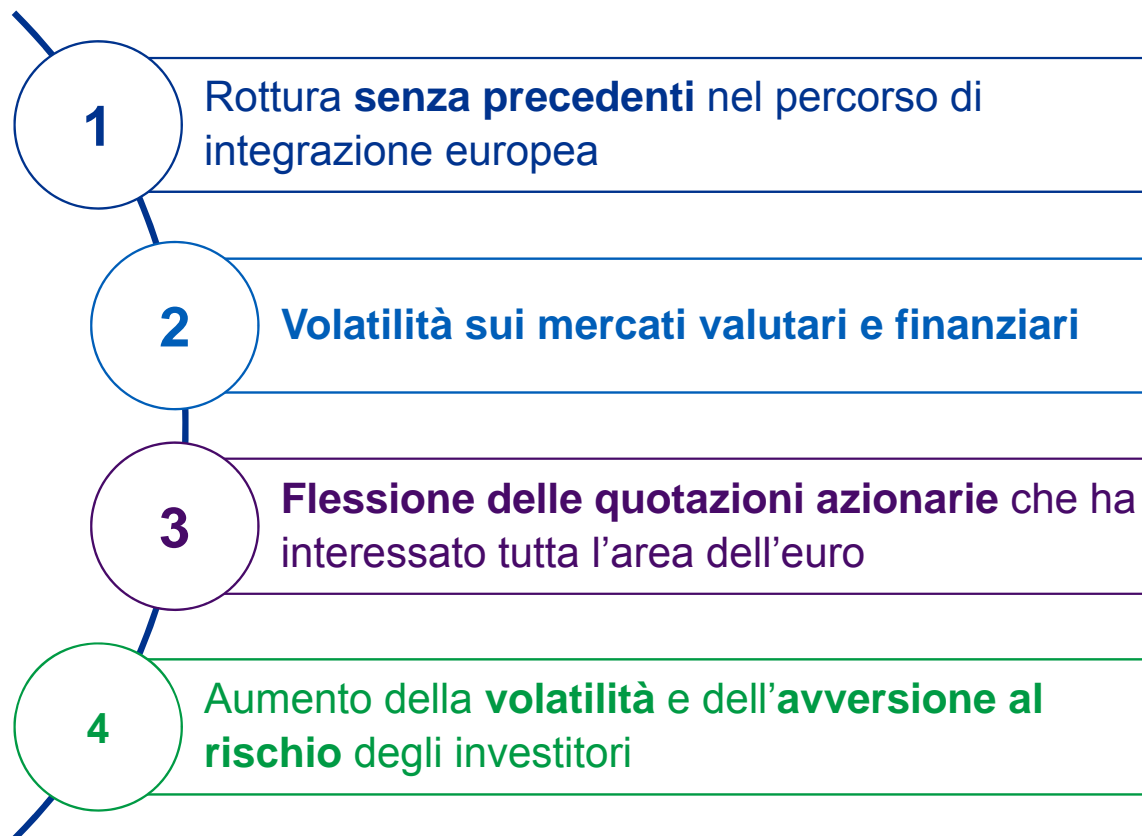 1
Rottura senza precedenti nel percorso di
integrazione europea
2
Volatilità sui mercati valutari e finanziari
3
Flessione delle quotazioni azionarie che ha
interessato tutta l’area dell’euro
4
Aumento della volatilità e dell’avversione al
rischio degli investitori